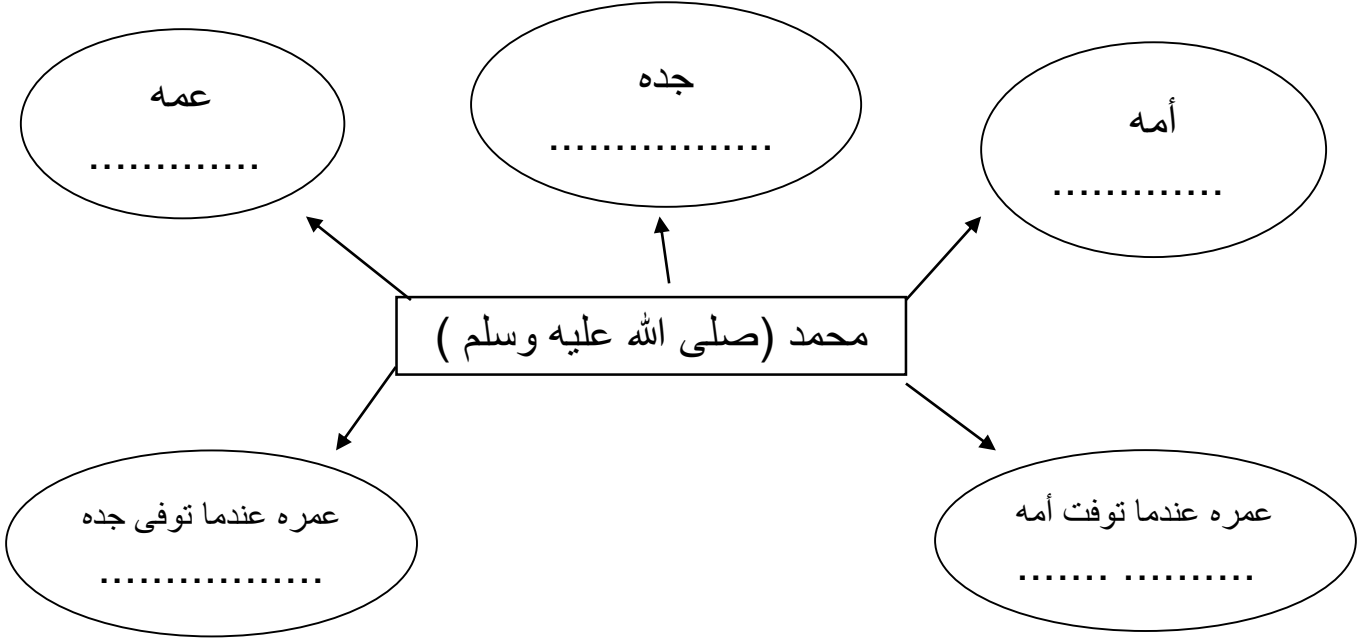 أمه
.............
جده
.................
عمه
.............
محمد (صلى الله عليه وسلم )
عمره عندما توفت أمه
....... ..........
عمره عندما توفى جده
.................